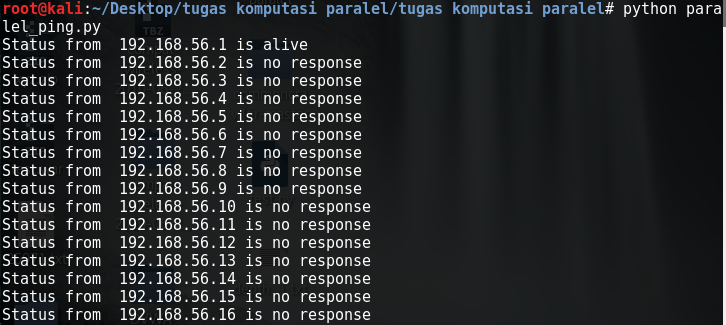 root@kali:~/Desktop/tugas komputasi paralel/tugas komputasi paralel# python para
lel_ping.py
Status from  192.168.56.1 is alive
Status from  192.168.56.2 is no response
Status from  192.168.56.3 is no response
Status from  192.168.56.4 is no response
Status from  192.168.56.5 is no response
Status from  192.168.56.6 is no response
Status from  192.168.56.7 is no response
Status from  192.168.56.8 is no response
Status from  192.168.56.9 is no response
Status from  192.168.56.10 is no response
Status from  192.168.56.11 is no response
Status from  192.168.56.12 is no response
Status from  192.168.56.13 is no response
Status from  192.168.56.14 is no response
Status from  192.168.56.15 is no response
Status from  192.168.56.16 is no response
TBZ